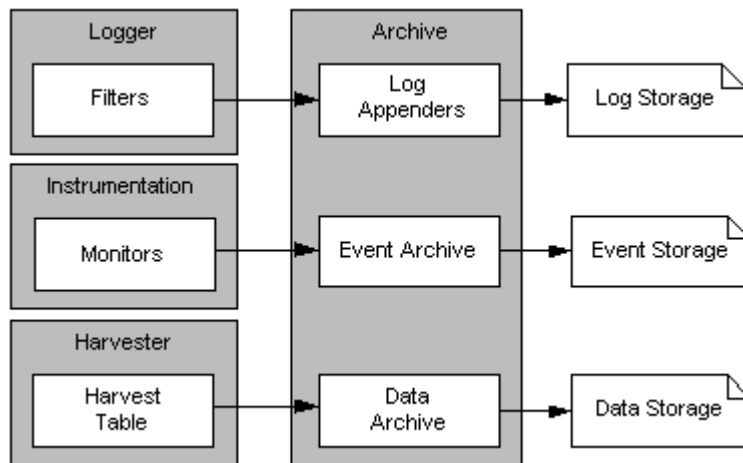 Logger
Archive
Filters
Log
Appenders
Log Storage
Instrumentation
Monitors
Event Archive
Event Storage
Harvester
Harvest
Table
Data
Archive
Data Storage